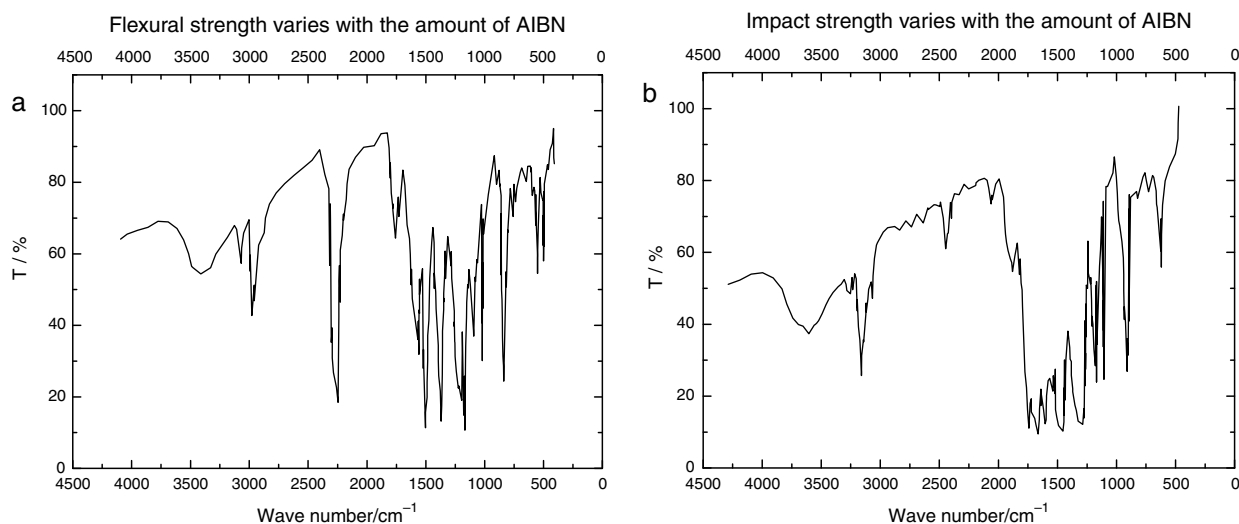 Flexural strength varies with the amount of AIBN
4500 4000 3500 3000 2500 2000 1500 1000 500 0
a
100
80
60
40
20
0
T / %
4500 4000 3500 3000 2500 2000 1500 1000 500 0
Wave number/cm⁻¹
Impact strength varies with the amount of AIBN
4500 4000 3500 3000 2500 2000 1500 1000 500 0
b
100
80
60
40
20
0
T / %
4500 4000 3500 3000 2500 2000 1500 1000 500 0
Wave number/cm⁻¹